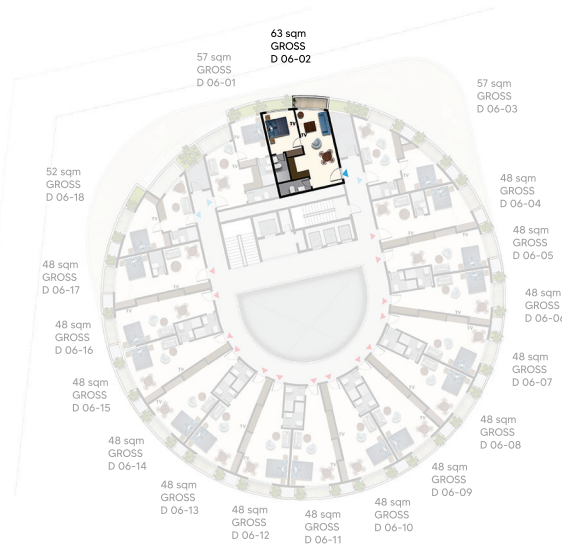 63 sqm
GROSS
D 06-02
57 sqm
GROSS
D 06-01
57 sqm
GROSS
D 06-03
52 sqm
GROSS
D 06-18
48 sqm
GROSS
D 06-04
48 sqm
GROSS
D 06-05
48 sqm
GROSS
D 06-17
48 sqm
GROSS
D 06-06
48 sqm
GROSS
D 06-16
48 sqm
GROSS
D 06-07
48 sqm
GROSS
D 06-15
48 sqm
GROSS
D 06-08
48 sqm
GROSS
D 06-14
48 sqm
GROSS
D 06-09
48 sqm
GROSS
D 06-13
48 sqm
GROSS
D 06-10
48 sqm
GROSS
D 06-12
48 sqm
GROSS
D 06-11
TV
TV